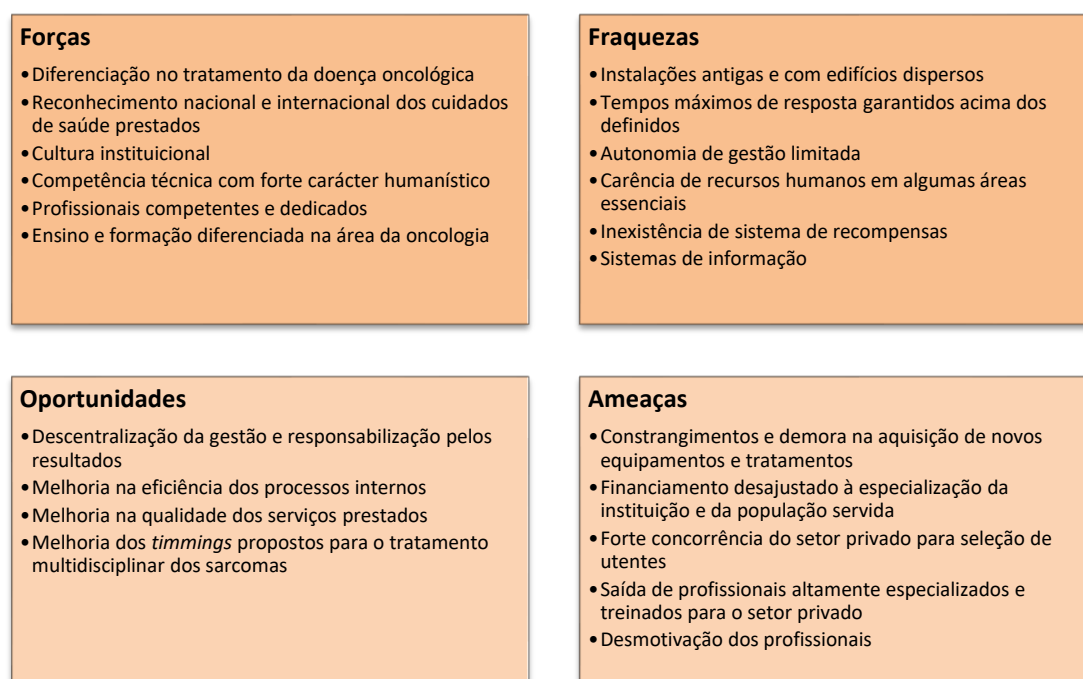 Forças
•Diferenciação no tratamento da doença oncológica
•Reconhecimento nacional e internacional dos cuidados
de saúde prestados
•Cultura instituicional
•Competência técnica com forte carácter humanístico
•Profissionais competentes e dedicados
•Ensino e formação diferenciada na área da oncologia
Fraquezas
•Instalações antigas e com edifícios dispersos
•Tempos máximos de resposta garantidos acima dos
definidos
•Autonomia de gestão limitada
•Carência de recursos humanos em algumas áreas
essenciais
•Inexistência de sistema de recompensas
•Sistemas de informação
Oportunidades
•Descentralização da gestão e responsabilização pelos
resultados
•Melhoria na eficiência dos processos internos
•Melhoria na qualidade dos serviços prestados
•Melhoria dos timmings propostos para o tratamento
multidisciplinar dos sarcomas
Ameaças
•Constrangimentos e demora na aquisição de novos
equipamentos e tratamentos
•Financiamento desajustado à especialização da
instituição e da população servida
•Forte concorrência do setor privado para seleção de
utentes
•Saída de profissionais altamente especializados e
treinados para o setor privado
•Desmotivação dos profissionais